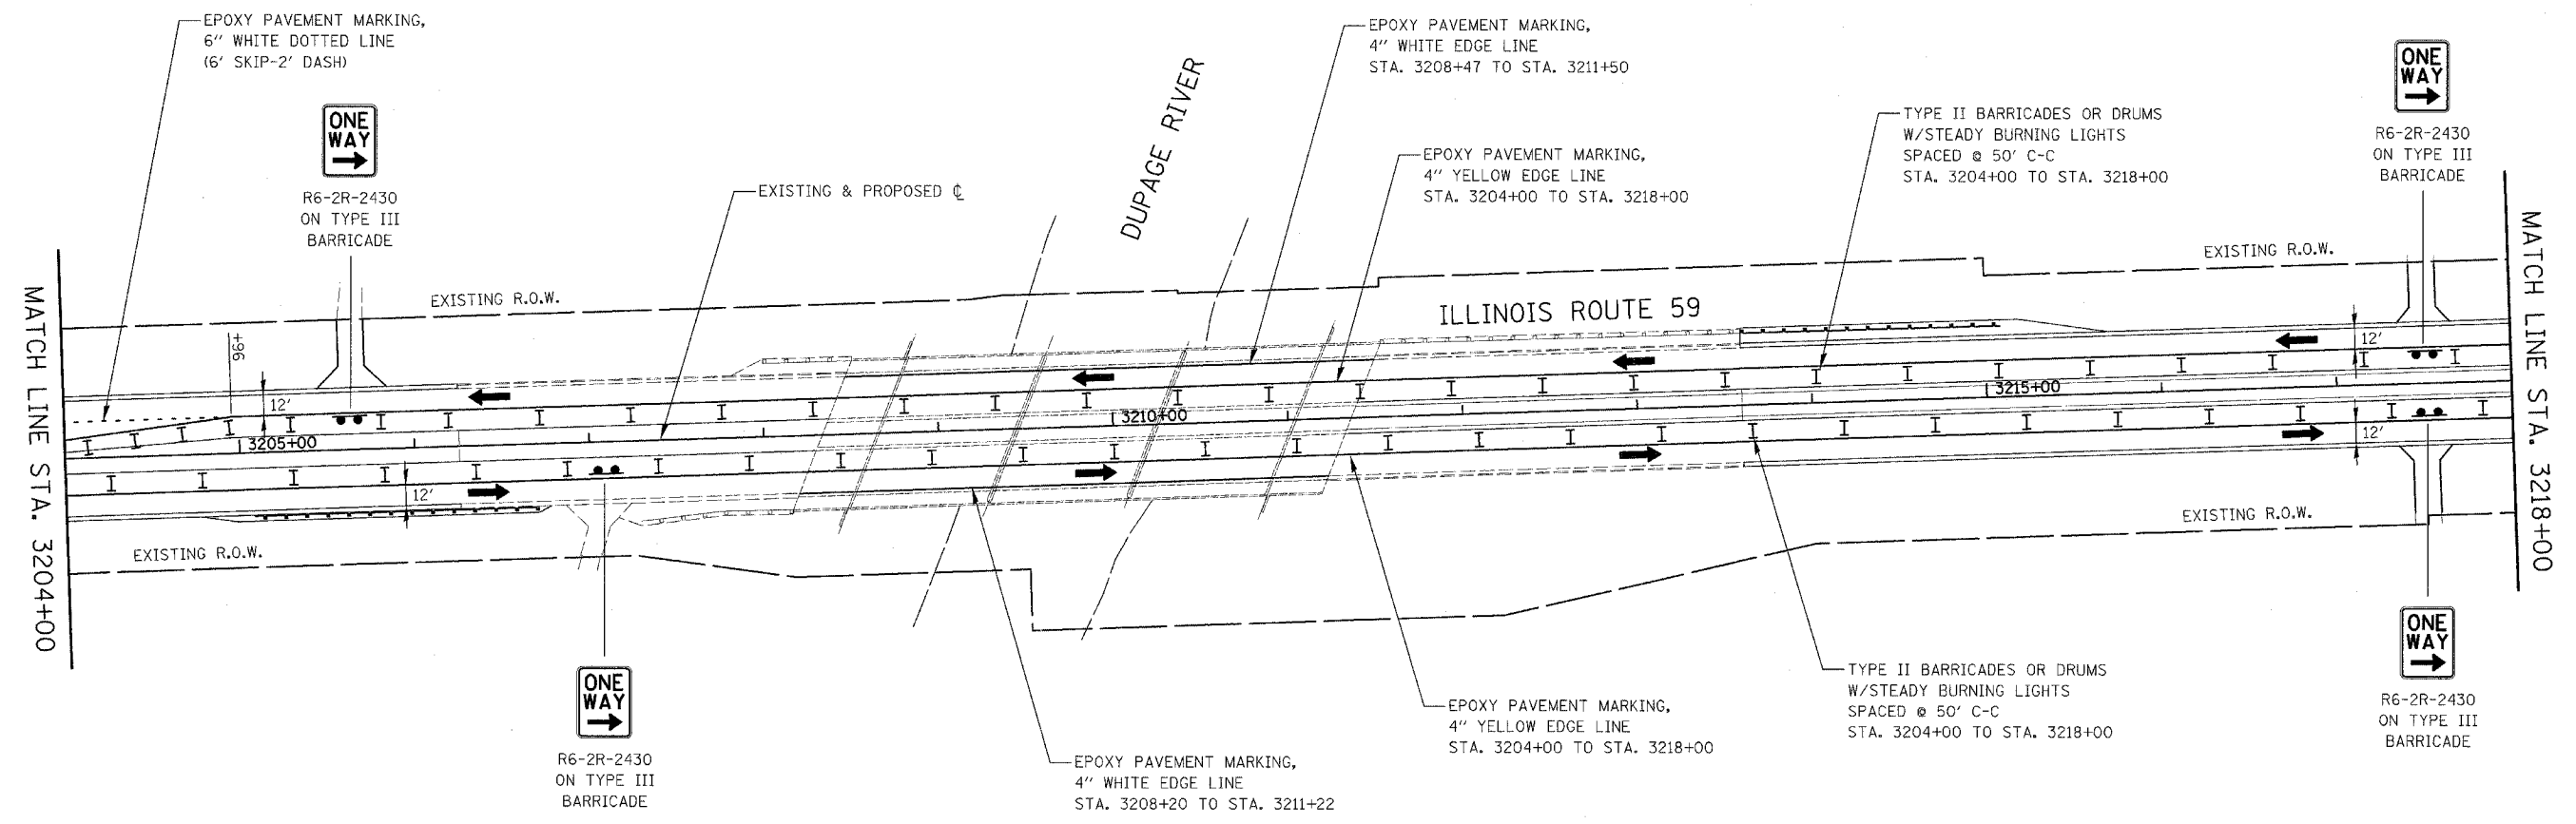 EPOXY PAVEMENT MARKING,
6" WHITE DOTTED LINE
(6' SKIP-2' DASH)
ONE
WAY
R6-2R-2430
ON TYPE III
BARRICADE
EXISTING & PROPOSED ℄
DUPAGE RIVER
EPOXY PAVEMENT MARKING,
4" WHITE EDGE LINE
STA. 3208+47 TO STA. 3211+50
EPOXY PAVEMENT MARKING,
4" YELLOW EDGE LINE
STA. 3204+00 TO STA. 3218+00
TYPE II BARRICADES OR DRUMS
W/STEADY BURNING LIGHTS
SPACED @ 50' C-C
STA. 3204+00 TO STA. 3218+00
ONE
WAY
R6-2R-2430
ON TYPE III
BARRICADE
MATCH LINE STA. 3204+00
EXISTING R.O.W.
ILLINOIS ROUTE 59
EXISTING R.O.W.
MATCH LINE STA. 3218+00
+96
12'
12'
3205+00
3210+00
3215+00
12'
12'
EXISTING R.O.W.
EXISTING R.O.W.
ONE
WAY
R6-2R-2430
ON TYPE III
BARRICADE
EPOXY PAVEMENT MARKING,
4" WHITE EDGE LINE
STA. 3208+20 TO STA. 3211+22
EPOXY PAVEMENT MARKING,
4" YELLOW EDGE LINE
STA. 3204+00 TO STA. 3218+00
TYPE II BARRICADES OR DRUMS
W/STEADY BURNING LIGHTS
SPACED @ 50' C-C
STA. 3204+00 TO STA. 3218+00
ONE
WAY
R6-2R-2430
ON TYPE III
BARRICADE